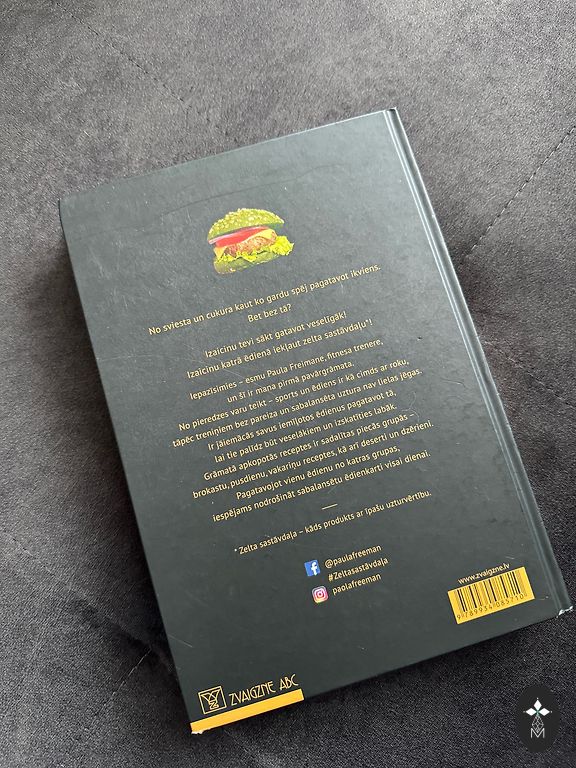 No sviesta un cukura kaut ko gardu spēj pagatavot ikviens.
Bet bez tā?
Izaicinu tevi sākt gatavot veselīgāk!
Izaicinu katrā ēdienā iekļaut zelta sastāvdaļu*!
Iepazīsimies – esmu Paula Freimane, fitnesa trenere,
un šī ir mana pirmā pavārgrāmata.
No pieredzes varu teikt – sports un ēdiens ir kā cimds ar roku,
tāpēc treniņiem bez pareiza un sabalansēta uztura nav lielas jēgas.
Ir jāiemācās savus iemīļotos ēdienus pagatavot tā,
lai tie palīdz būt veselākiem un izskatīties labāk.
Grāmatā apkopotās receptes ir sadalītas piecās grupās –
brokastu, pusdienu, vakariņu receptes, kā arī deserti un dzērieni.
Pagatavojot vienu ēdienu no katras grupas,
iespējams nodrošināt sabalansētu ēdienkarti visai dienai.
* Zelta sastāvdaļa – kāds produkts ar īpašu uzturvērtību.
@paulafreeman
#Zeltasastāvdaļa
paolafreeman
www.zvaigzne.lv
9 789934 083710
ZVAIGZNE ABC
M